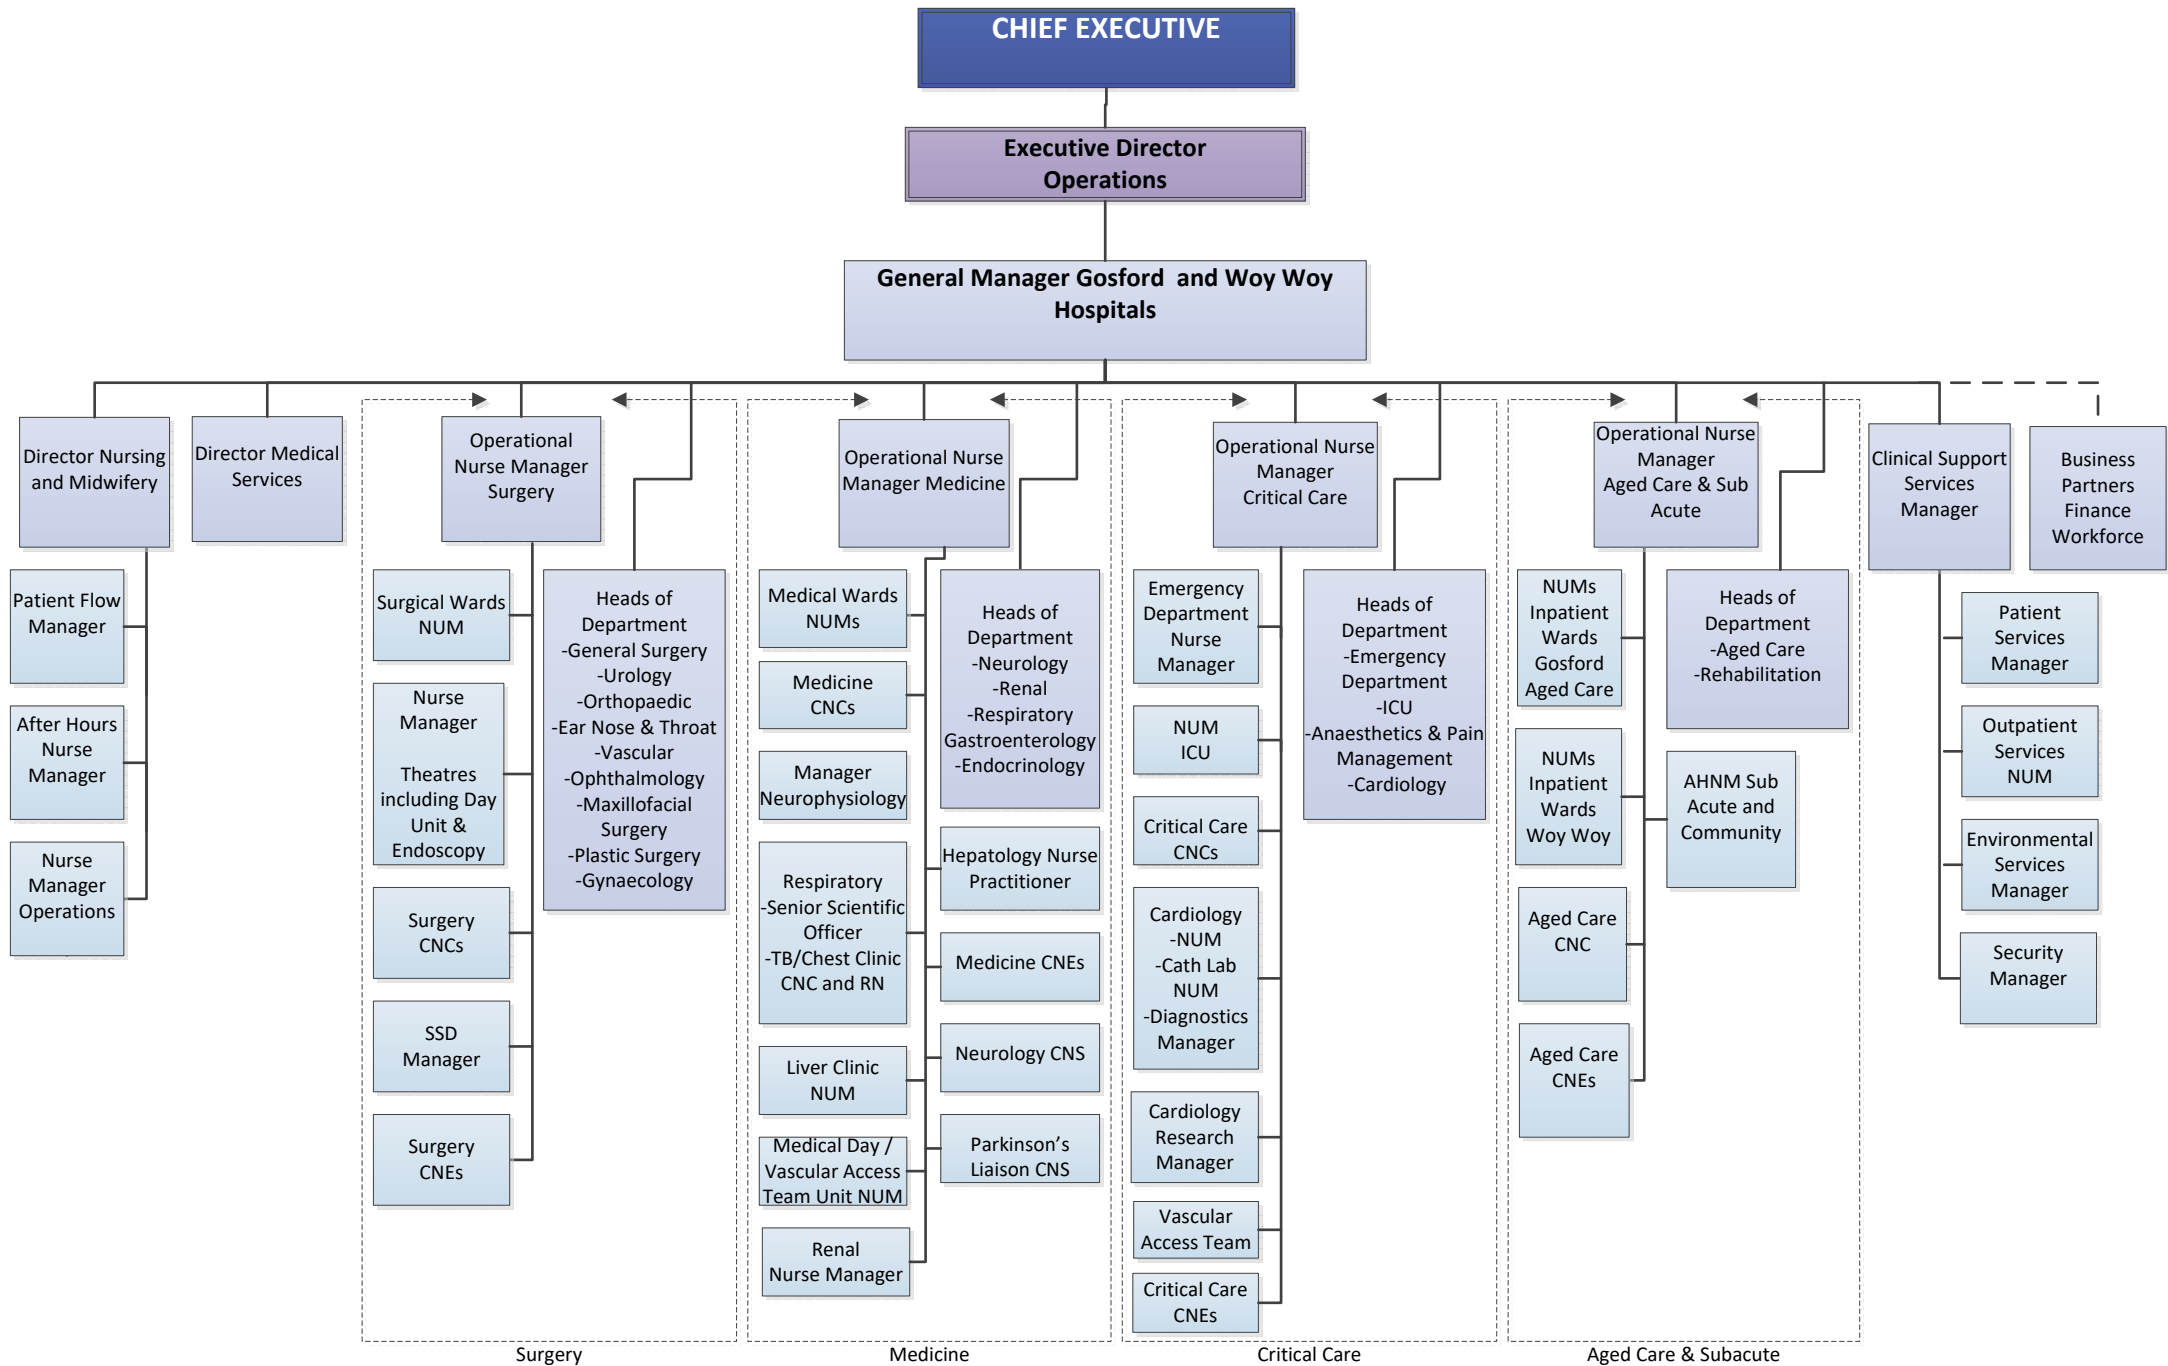 CHIEF EXECUTIVE
Executive Director
Operations
General Manager Gosford  and Woy Woy
Hospitals
Director Nursing
and Midwifery
Patient Flow
Manager
After Hours
Nurse
Manager
Nurse
Manager
Operations
Director Medical
Services
Operational
Nurse Manager
Surgery
Surgical Wards
NUM
Nurse
Manager
Theatres
including Day
Unit &
Endoscopy
Surgery
CNCs
SSD
Manager
Surgery
CNEs
Heads of
Department
-General Surgery
-Urology
-Orthopaedic
-Ear Nose & Throat
-Vascular
-Ophthalmology
-Maxillofacial
Surgery
-Plastic Surgery
-Gynaecology
Surgery
Operational Nurse
Manager Medicine
Medical Wards
NUMs
Medicine
CNCs
Manager
Neurophysiology
Respiratory
-Senior Scientific
Officer
-TB/Chest Clinic
CNC and RN
Liver Clinic
NUM
Medical Day /
Vascular Access
Team Unit NUM
Renal
Nurse Manager
Heads of
Department
-Neurology
-Renal
-Respiratory
Gastroenterology
-Endocrinology
Hepatology Nurse
Practitioner
Medicine CNEs
Neurology CNS
Parkinson’s
Liaison CNS
Medicine
Operational Nurse
Manager
Critical Care
Emergency
Department
Nurse
Manager
NUM
ICU
Critical Care
CNCs
Cardiology
-NUM
-Cath Lab
NUM
-Diagnostics
Manager
Cardiology
Research
Manager
Vascular
Access Team
Critical Care
CNEs
Heads of
Department
-Emergency
Department
-ICU
-Anaesthetics & Pain
Management
-Cardiology
Critical Care
Operational Nurse
Manager
Aged Care & Sub
Acute
NUMs
Inpatient
Wards
Gosford
Aged Care
NUMs
Inpatient
Wards
Woy Woy
Aged Care
CNC
Aged Care
CNEs
Heads of
Department
-Aged Care
-Rehabilitation
AHNM Sub
Acute and
Community
Aged Care & Subacute
Clinical Support
Services
Manager
Patient
Services
Manager
Outpatient
Services
NUM
Environmental
Services
Manager
Security
Manager
Business
Partners
Finance
Workforce